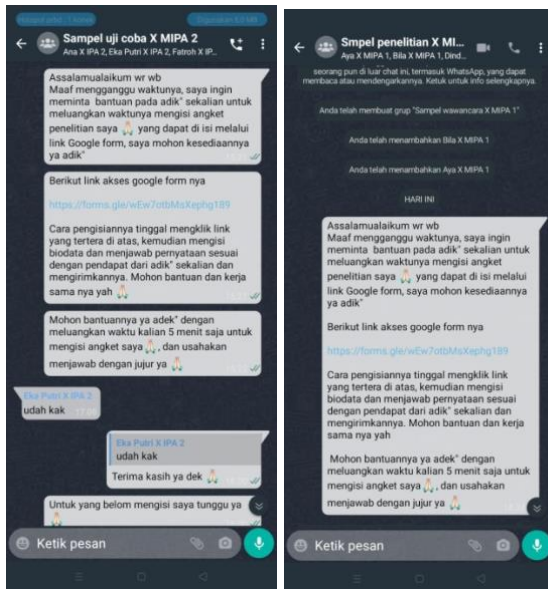 Sampel uji coba X MIPA 2
Ana X IPA 2, Eka Putri X IPA 2, Fatroh X IP...
Assalamualaikum wr wb
Maaf mengganggu waktunya, saya ingin
meminta bantuan pada adik" sekalian untuk
meluangkan waktunya mengisi angket
penelitian saya 🙏 yang dapat di isi melalui
link Google form, saya mohon kesediaannya
ya adik"
Berikut link akses google form nya
https://forms.gle/wEw7otbMsXephg189
Cara pengisiannya tinggal mengklik link
yang tertera di atas, kemudian mengisi
biodata dan menjawab pernyataan sesuai
dengan pendapat dari adik" sekalian dan
mengirimkannya. Mohon bantuan dan kerja
sama nya yah 🙏
Mohon bantuannya ya adek" dengan
meluangkan waktu kalian 5 menit saja untuk
mengisi angket saya🙏, dan usahakan
menjawab dengan jujur ya 🙏
Eka Putri X IPA 2
udah kak
Eka Putri X IPA 2
udah kak
Terima kasih ya dek 🙏
Untuk yang belom mengisi saya tunggu ya
🙏
Ketik pesan
Smpel penelitian X MI...
Aya X MIPA 1, Bila X MIPA 1, Dind...
seorang pun di luar chat ini, termasuk WhatsApp, yang dapat
membaca atau mendengarkannya. Ketuk untuk info selengkapnya.
Anda telah membuat grup "Sampel wawancara X MIPA 1"
Anda telah menambahkan Bila X MIPA 1
Anda telah menambahkan Aya X MIPA 1
HARI INI
Assalamualaikum wr wb
Maaf mengganggu waktunya, saya ingin
meminta bantuan pada adik" sekalian untuk
meluangkan waktunya mengisi angket
penelitian saya 🙏 yang dapat di isi melalui
link Google form, saya mohon kesediaannya
ya adik"
Berikut link akses google form nya
https://forms.gle/wEw7otbMsXephg189
Cara pengisiannya tinggal mengklik link
yang tertera di atas, kemudian mengisi
biodata dan menjawab pernyataan sesuai
dengan pendapat dari adik" sekalian dan
mengirimkannya. Mohon bantuan dan kerja
sama nya yah
Mohon bantuannya ya adek" dengan
meluangkan waktu kalian 5 menit saja untuk
mengisi angket saya🙏, dan usahakan
menjawab dengan jujur ya 🙏
Ketik pesan